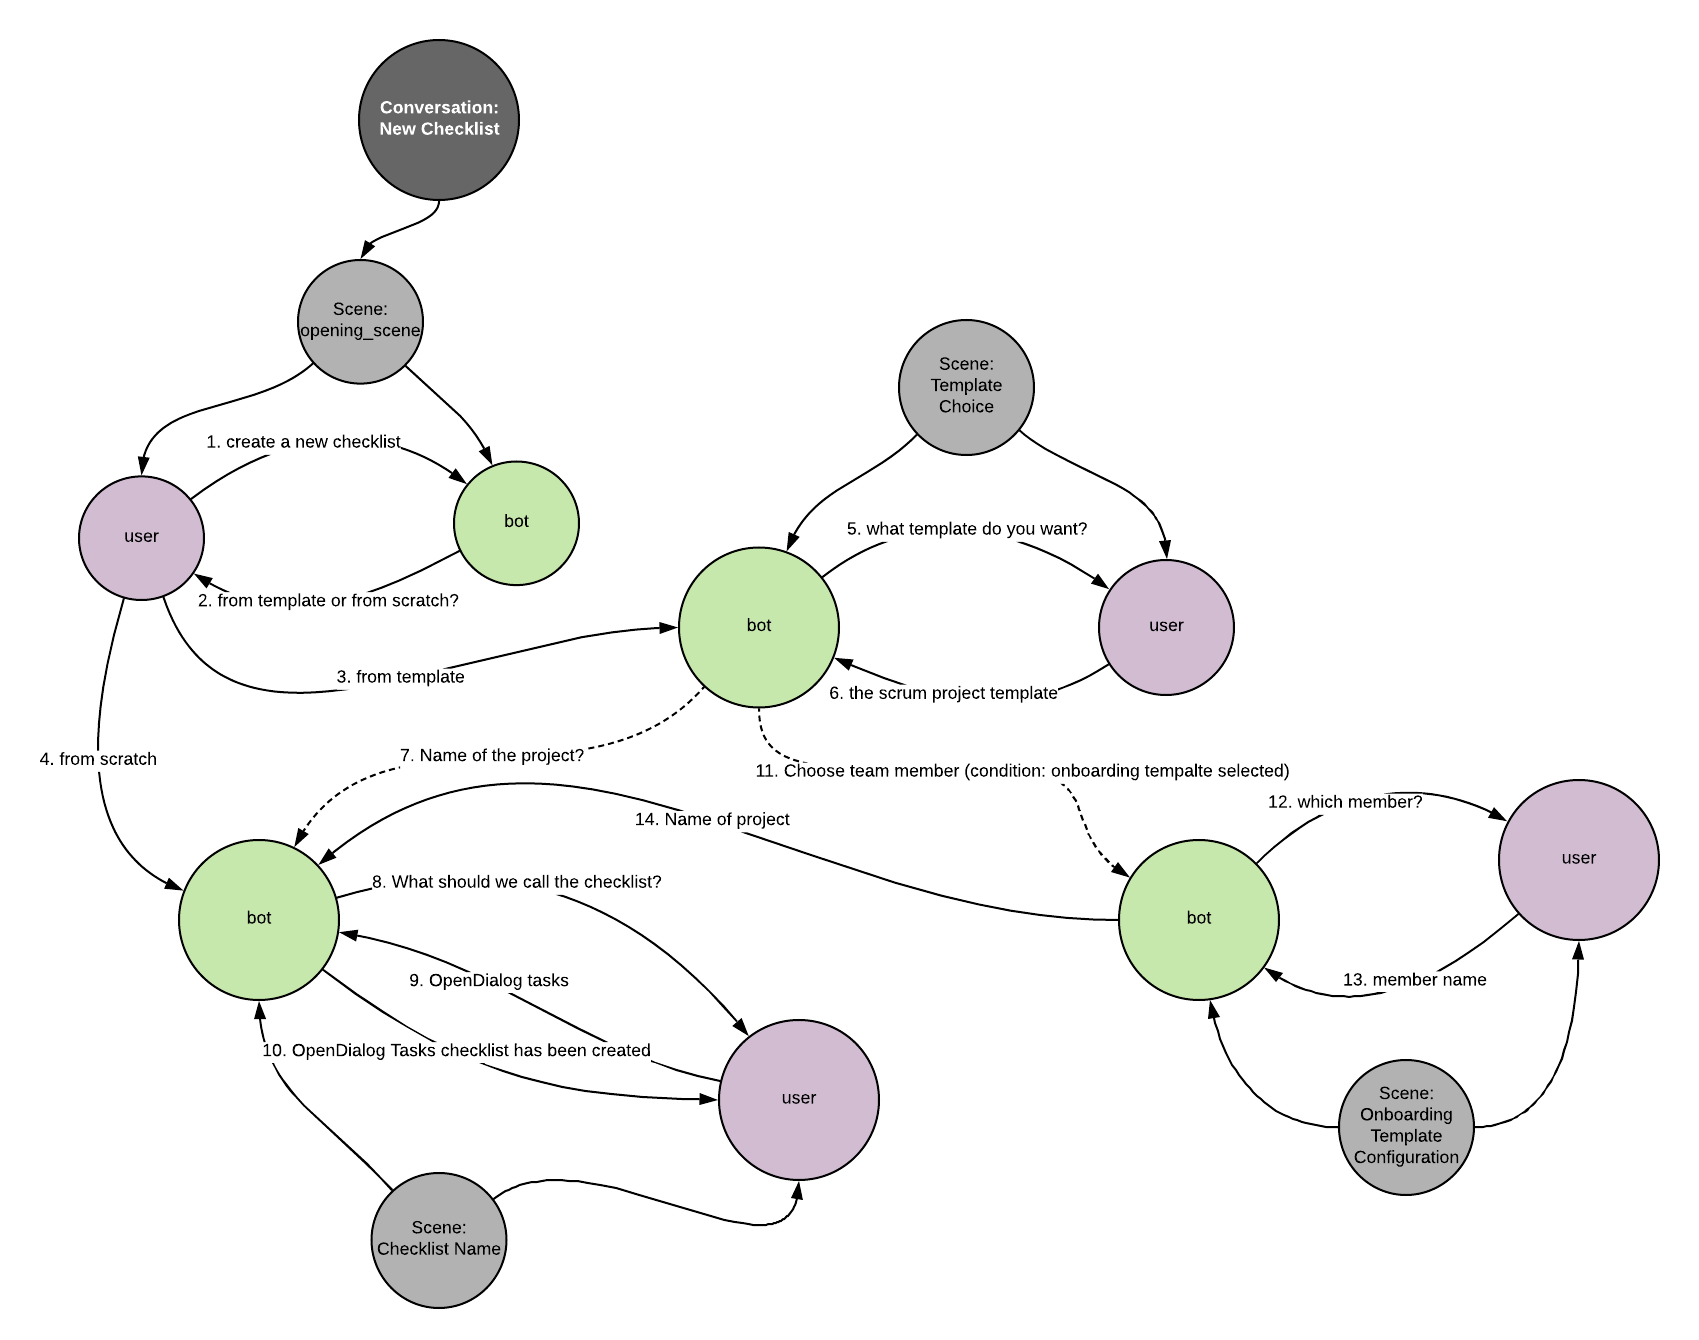 Conversation:
New Checklist
Scene:
opening_scene
Scene:
Template
Choice
1. create a new checklist
bot
user
5. what template do you want?
2. from template or from scratch?
bot
user
3. from template
6. the scrum project template
4. from scratch
7. Name of the project?
11. Choose team member (condition: onboarding tempalte selected)
12. which member?
14. Name of project
user
8. What should we call the checklist?
bot
bot
9. OpenDialog tasks
13. member name
10. OpenDialog Tasks checklist has been created
user
Scene:
Onboarding
Template
Configuration
Scene:
Checklist Name